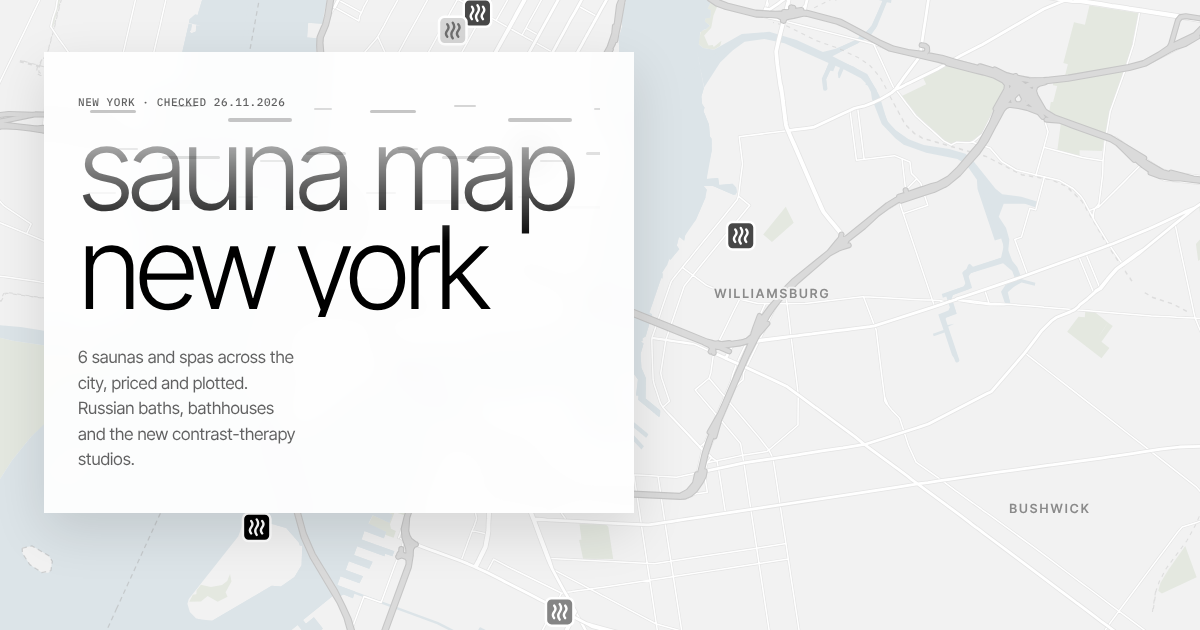 NEW YORK · CHECKED 26.11.2026
sauna map
new york
6 saunas and spas across the
city, priced and plotted.
Russian baths, bathhouses
and the new contrast-therapy
studios.
WILLIAMSBURG
BUSHWICK